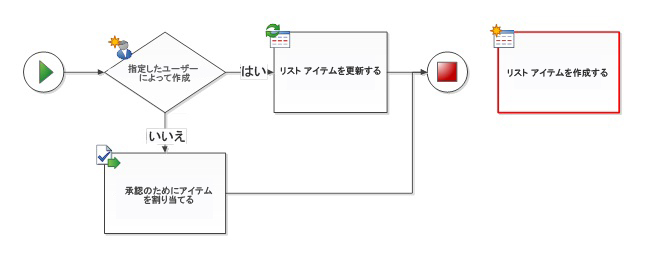 指定したユーザー
によって作成
はい
リスト アイテムを更新する
リスト アイテムを作成する
いいえ
承認のためにアイテム
を割り当てる